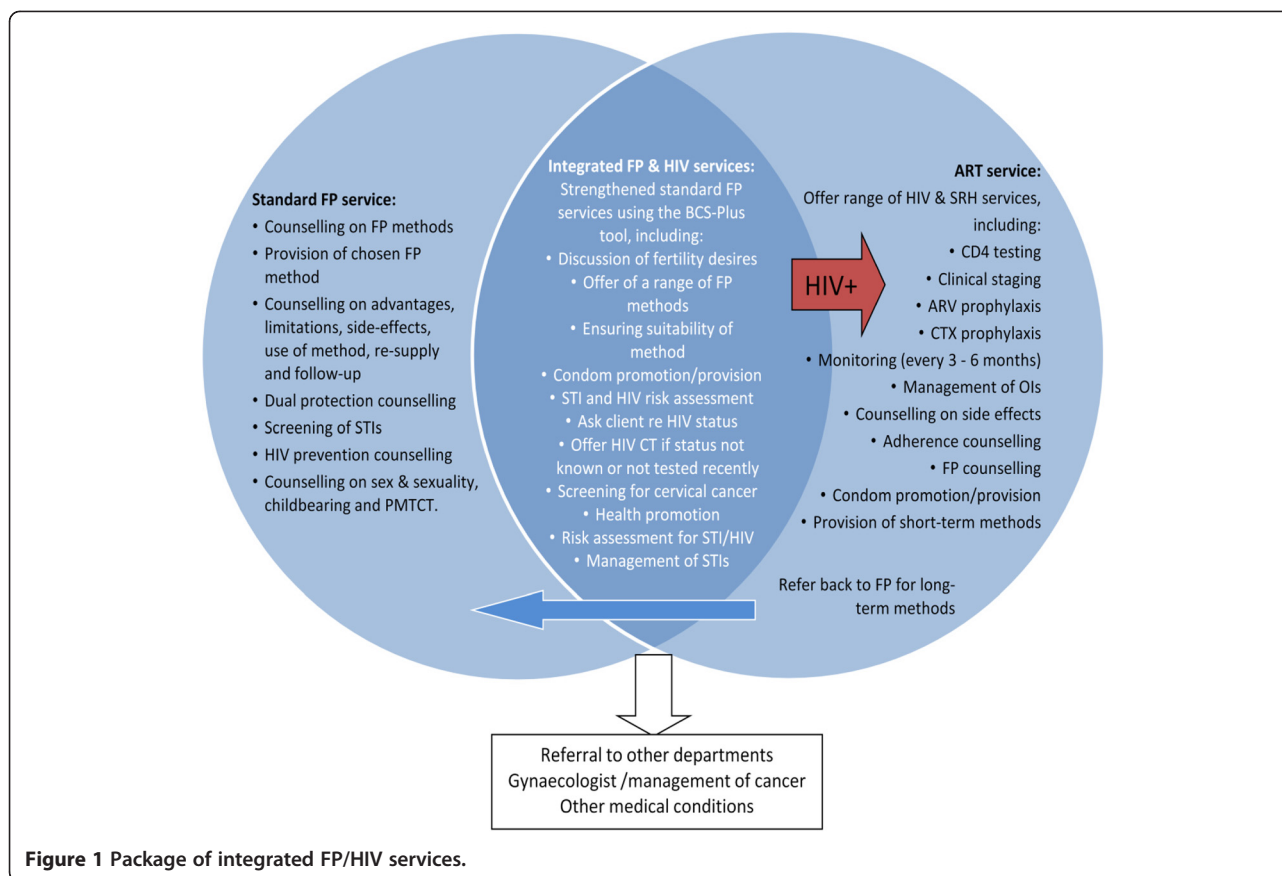 Standard FP service:
• Counselling on FP methods
• Provision of chosen FP
method
• Counselling on advantages,
limitations, side-effects,
use of method, re-supply
and follow-up
• Dual protection counselling
• Screening of STIs
• HIV prevention counselling
• Counselling on sex & sexuality,
childbearing and PMTCT.
Integrated FP & HIV services:
Strengthened standard FP
services using the BCS-Plus
tool, including:
• Discussion of fertility desires
• Offer of a range of FP
methods
• Ensuring suitability of
method
• Condom promotion/provision
• STI and HIV risk assessment
• Ask client re HIV status
• Offer HIV CT if status not
known or not tested recently
• Screening for cervical cancer
• Health promotion
• Risk assessment for STI/HIV
• Management of STIs
HIV+
ART service:
Offer range of HIV & SRH services,
including:
• CD4 testing
• Clinical staging
• ARV prophylaxis
• CTX prophylaxis
• Monitoring (every 3 - 6 months)
• Management of OIs
• Counselling on side effects
• Adherence counselling
• FP counselling
• Condom promotion/provision
• Provision of short-term methods
Refer back to FP for long-
term methods
Referral to other departments
Gynaecologist /management of cancer
Other medical conditions
Figure 1 Package of integrated FP/HIV services.